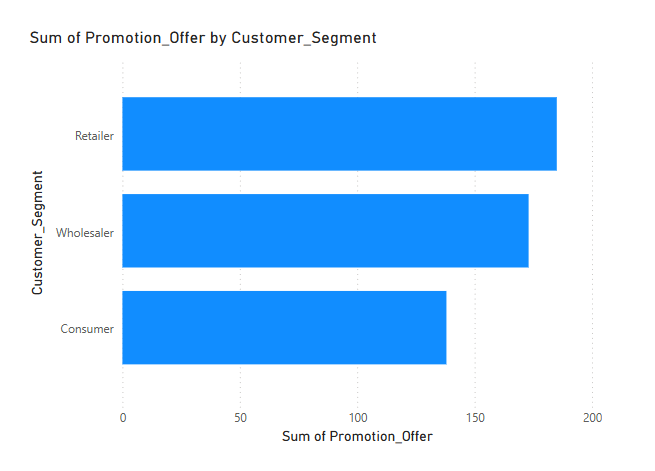 Sum of Promotion_Offer by Customer_Segment
Customer_Segment
Retailer
Wholesaler
Consumer
0 50 100 150 200
Sum of Promotion_Offer